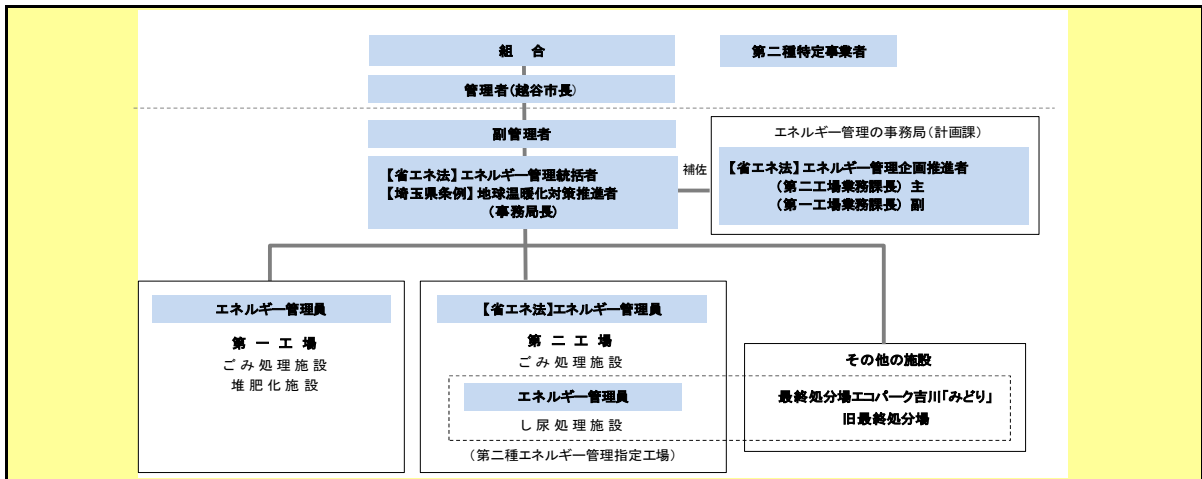 組　合
第二種特定事業者
管理者(越谷市長)
副管理者
エネルギー管理の事務局(計画課)
【省エネ法】エネルギー管理統括者
【埼玉県条例】地球温暖化対策推進者
(事務局長)
補佐
【省エネ法】エネルギー管理企画推進者
(第二工場業務課長) 主
(第一工場業務課長) 副
エネルギー管理員
第 一 工 場
ごみ処理施設
堆肥化施設
【省エネ法】エネルギー管理員
第 二 工 場
ごみ処理施設
エネルギー管理員
し尿処理施設
(第二種エネルギー管理指定工場)
その他の施設
最終処分場エコパーク吉川「みどり」
旧最終処分場